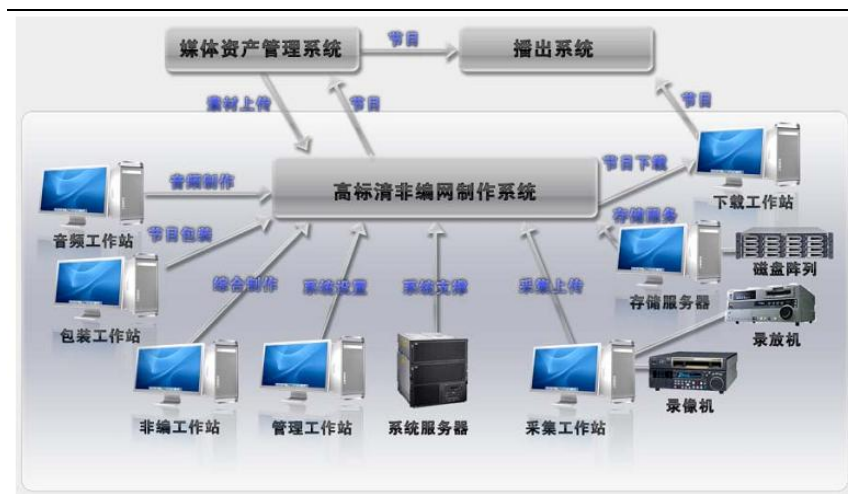 媒体资产管理系统
节目
播出系统
素材上传
节目
节目
音频制作
高标清非编网制作系统
节目下载
下载工作站
音频工作站
节目包装
存储服务
磁盘阵列
包装工作站
综合制作
系统设置
系统支撑
采集上传
存储服务器
录放机
非编工作站
管理工作站
系统服务器
采集工作站
录像机